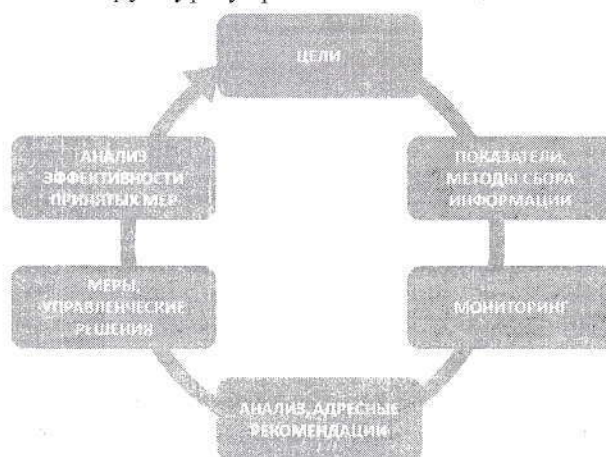 ЦЕЛИ
ПОКАЗАТЕЛИ,
МЕТОДЫ СБОРА
ИНФОРМАЦИИ
МОНИТОРИНГ
АНАЛИЗ, АДРЕСНЫЕ
РЕКОМЕНДАЦИИ
МЕРЫ,
УПРАВЛЕНЧЕСКИЕ
РЕШЕНИЯ
АНАЛИЗ
ЭФФЕКТИВНОСТИ
ПРИНЯТЫХ МЕР